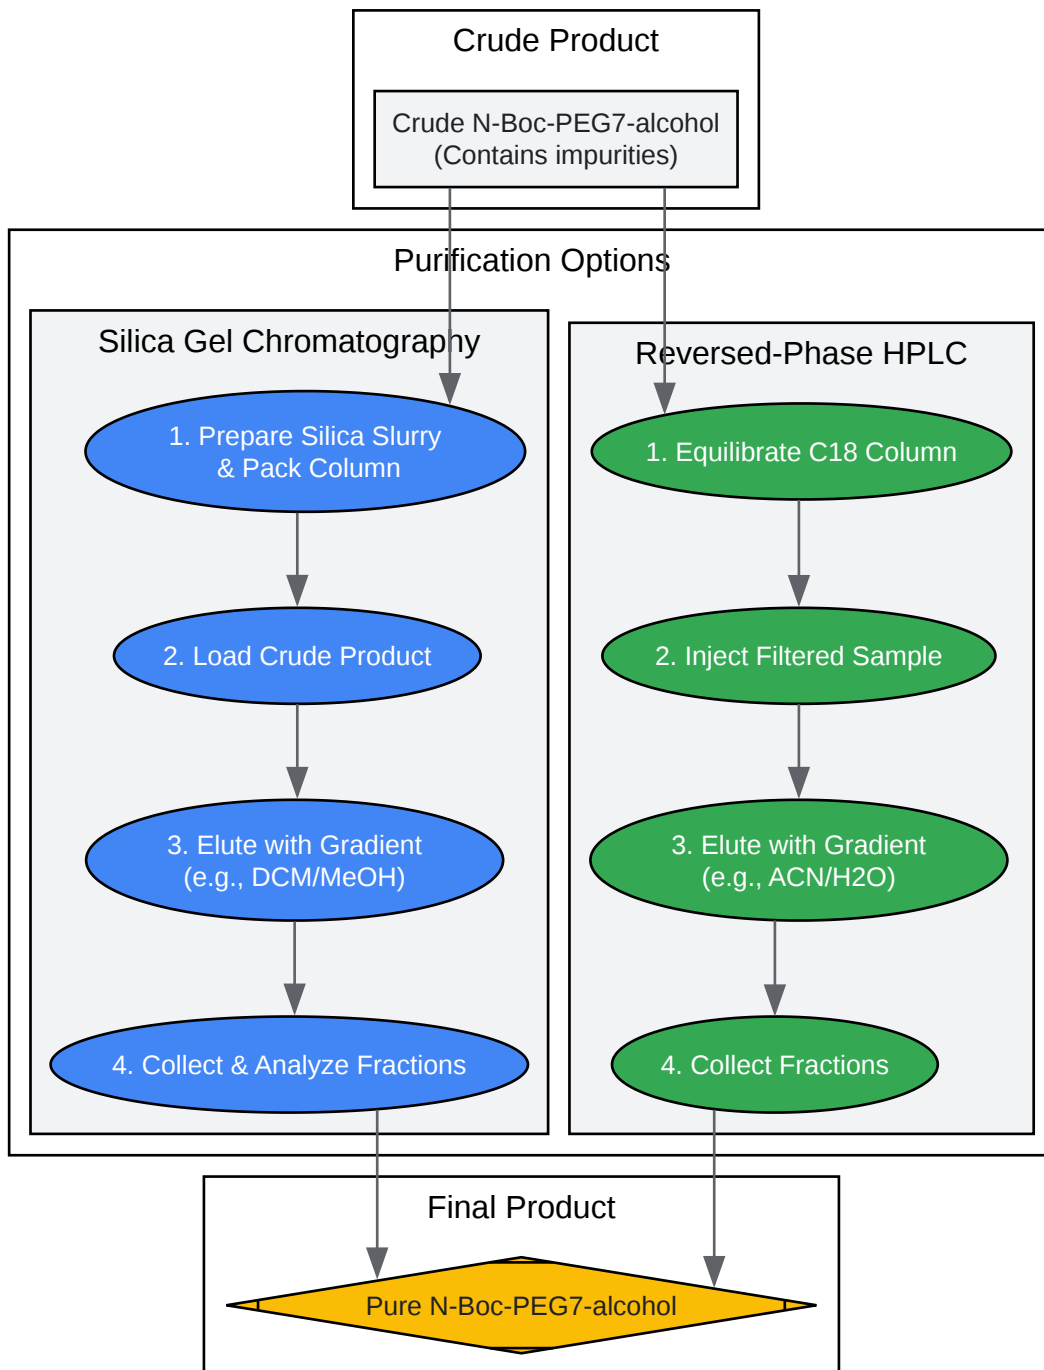 Crude Product
Crude N-Boc-PEG7-alcohol
(Contains impurities)
Purification Options
Silica Gel Chromatography
1. Prepare Silica Slurry
& Pack Column
2. Load Crude Product
3. Elute with Gradient
(e.g., DCM/MeOH)
4. Collect & Analyze Fractions
Reversed-Phase HPLC
1. Equilibrate C18 Column
2. Inject Filtered Sample
3. Elute with Gradient
(e.g., ACN/H2O)
4. Collect Fractions
Final Product
Pure N-Boc-PEG7-alcohol